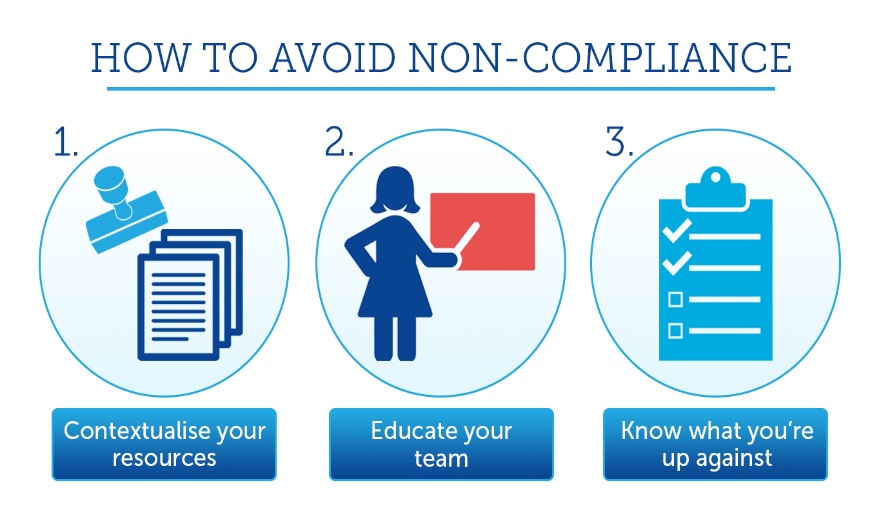 HOW TO AVOID NON-COMPLIANCE
1.
2.
3.
Contextualise your
resources
Educate your
team
Know what you're
up against